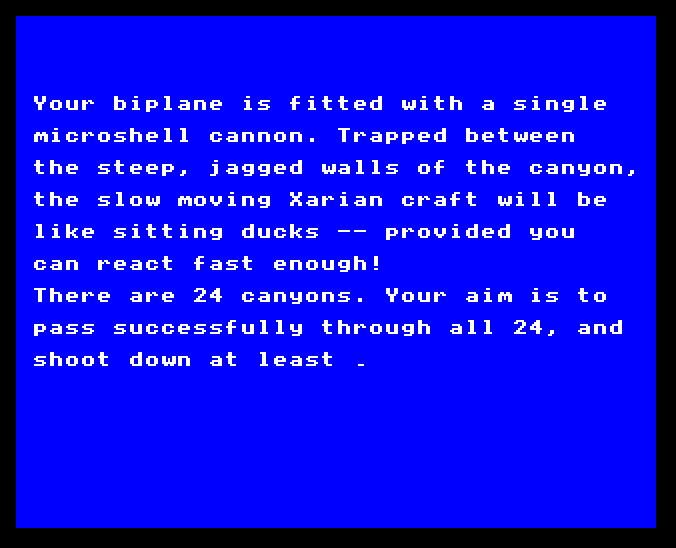 Your biplane is fitted with a single
microshell cannon. Trapped between
the steep, jagged walls of the canyon,
the slow moving Xarian craft will be
like sitting ducks -- provided you
can react fast enough!
There are 24 canyons. Your aim is to
pass successfully through all 24, and
shoot down at least _